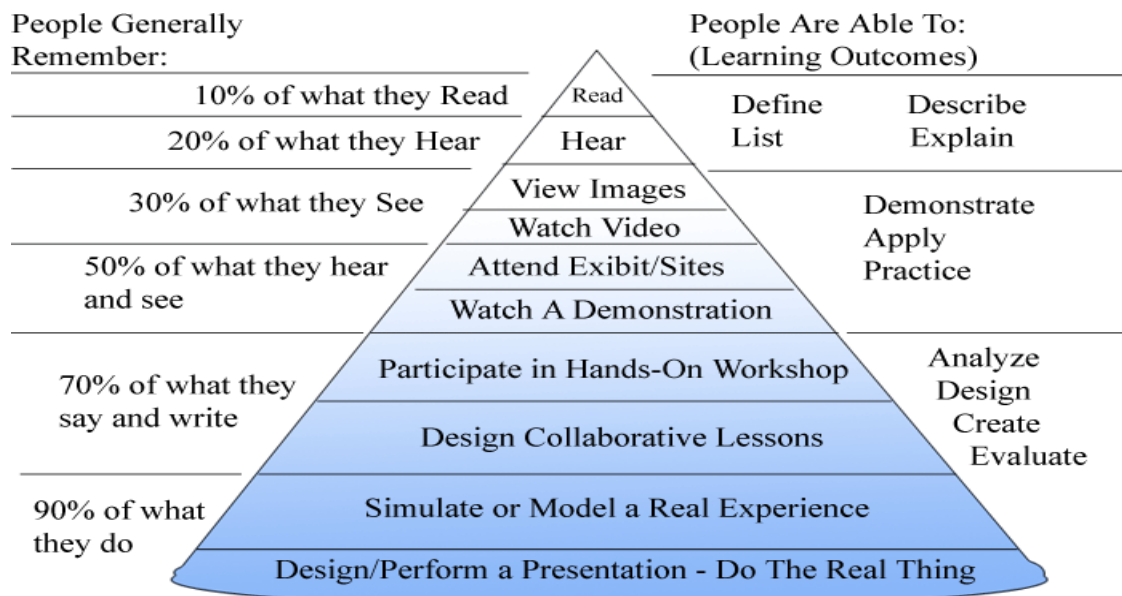 People Generally
Remember:
10% of what they Read
20% of what they Hear
30% of what they See
50% of what they hear
and see
70% of what they
say and write
90% of what
they do
Read
Hear
View Images
Watch Video
Attend Exibit/Sites
Watch A Demonstration
Participate in Hands-On Workshop
Design Collaborative Lessons
Simulate or Model a Real Experience
Design/Perform a Presentation - Do The Real Thing
People Are Able To:
(Learning Outcomes)
Define Describe
List Explain
Demonstrate
Apply
Practice
Analyze
Design
Create
Evaluate